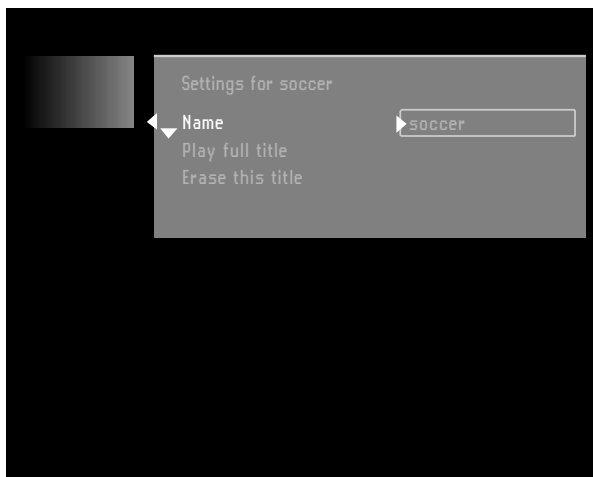 Settings for soccer
Name soccer
Play full title
Erase this title